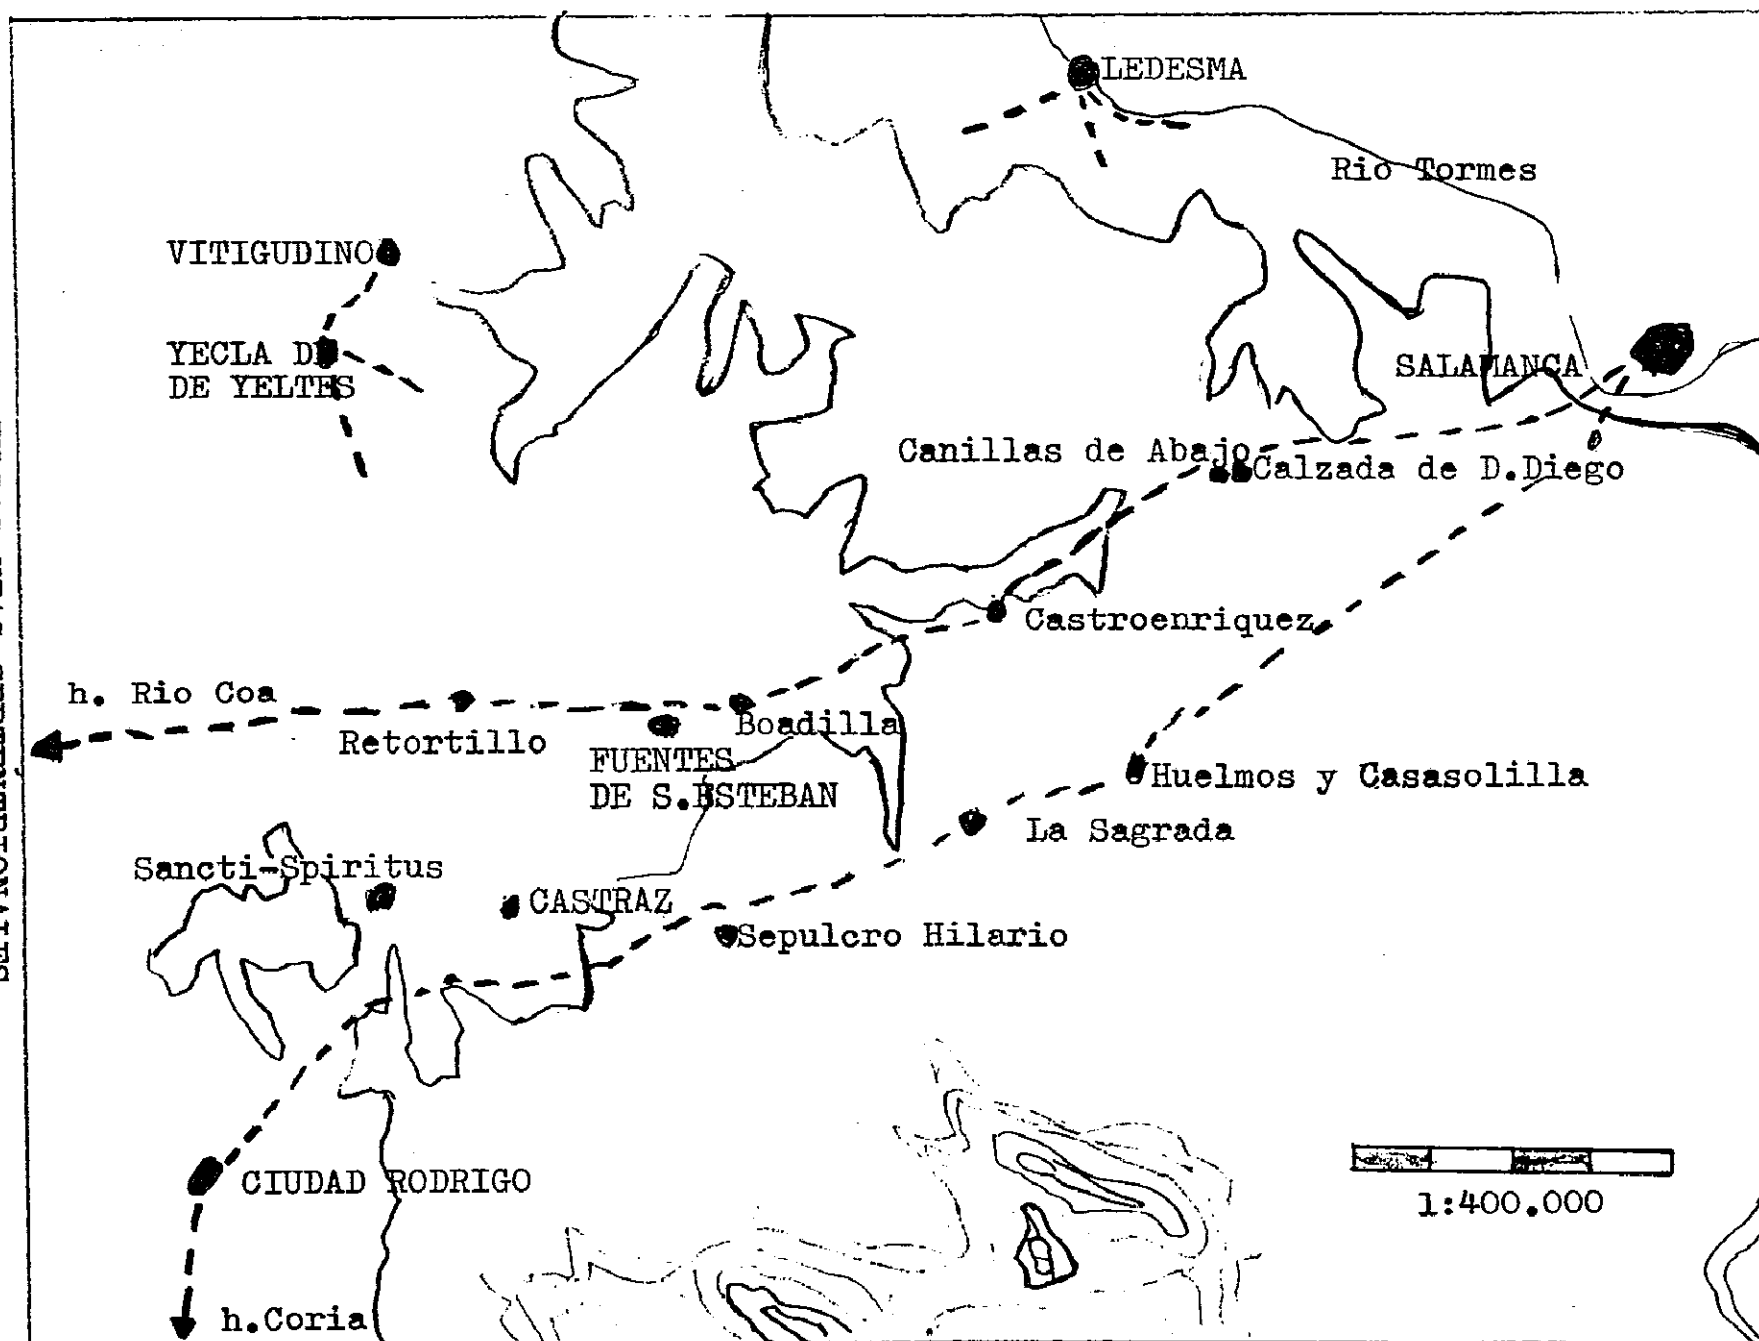 LEDESMA
Rio Tormes
VITIGUDINO
YECLA DE
DE YELTES
SALAMANCA
Canillas de Abajo
Calzada de D.Diego
Castroenriquez
h. Rio Coa
Retortillo
Boadilla
FUENTES
DE S.ESTEBAN
Huelmos y Casasolilla
La Sagrada
Sancti-Spiritus
CASTRAZ
Sepulcro Hilario
CIUDAD RODRIGO
1:400.000
h.Coria